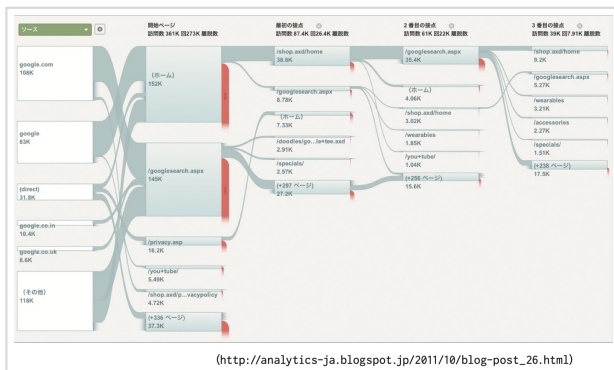 ソース
開始ページ
訪問数 361K 回273K 離脱数
最初の接点
訪問数 87.4K 回26.4K 離脱数
2 番目の接点
訪問数 61K 回22K 離脱数
3 番目の接点
訪問数 39K 回7.91K 離脱数
google.com
108K
google
83K
(direct)
31.8K
google.co.in
10.4K
google.co.uk
8.6K
(その他)
118K
(ホーム)
152K
/googlesearch.aspx
145K
/privacy.asp
16.2K
/you+tube/
5.49K
/shop.axd/p...vacypolicy
4.72K
(+336 ページ)
37.3K
/shop.axd/home
38.6K
/googlesearch.aspx
8.78K
(ホーム)
7.33K
/doodles/go...le+tee.axd
2.91K
/specials/
2.57K
(+297 ページ)
27.2K
/googlesearch.aspx
35.4K
(ホーム)
4.06K
/shop.axd/home
3.02K
/wearables
1.85K
/you+tube/
1.04K
(+256 ページ)
15.6K
/shop.axd/home
9.2K
/googlesearch.aspx
5.27K
/wearables
3.21K
/accessories
2.27K
/specials/
1.51K
(+238 ページ)
17.5K
(http://analytics-ja.blogspot.jp/2011/10/blog-post_26.html)